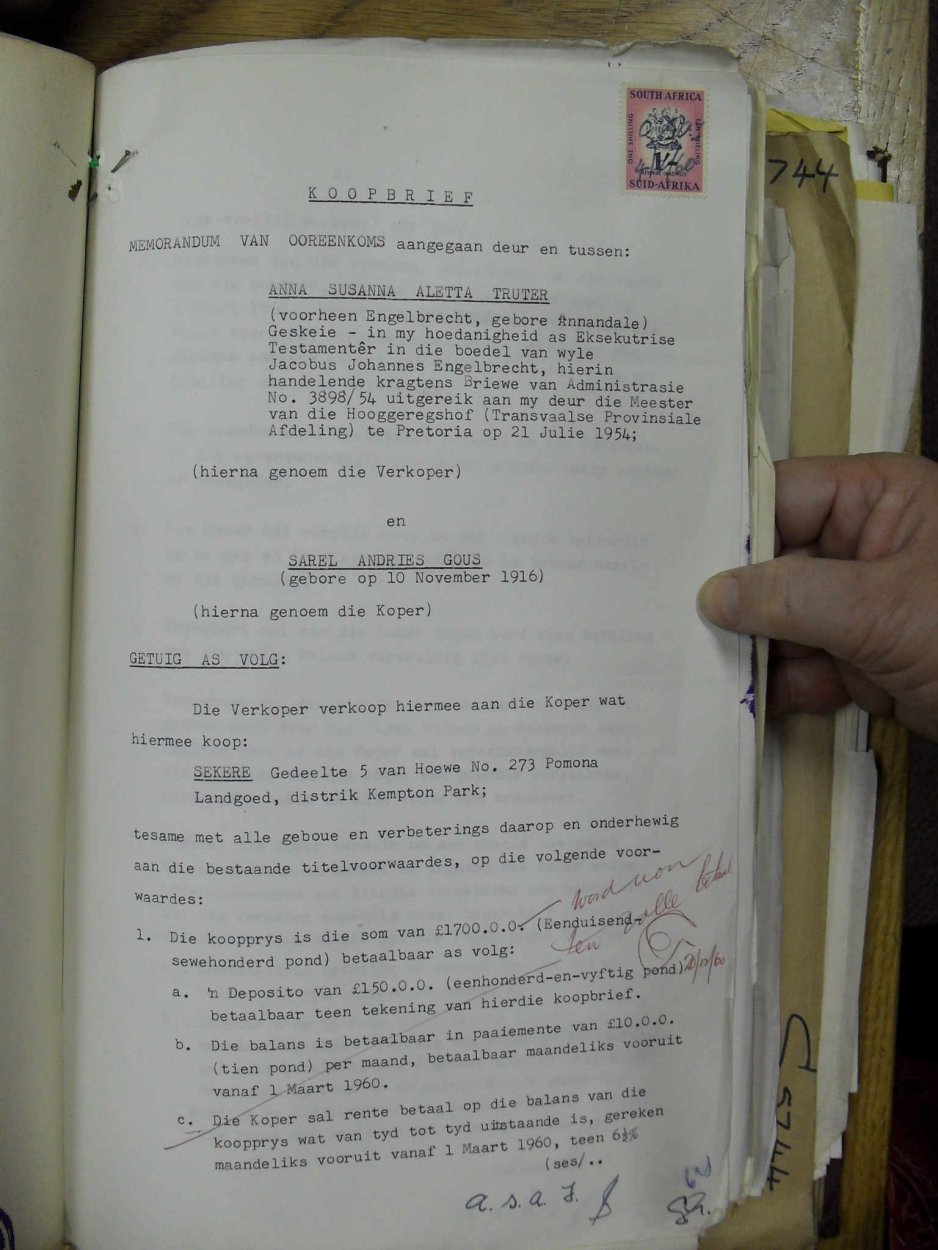 SOUTH AFRICA
ONE SHILLING
1/-
SUID-AFRIKA
744
KOOPBRIEF
MEMORANDUM VAN OOREENKOMS aangegaan deur en tussen:
ANNA SUSANNA ALETTA TRUTER
(voorheen Engelbrecht, gebore Annandale)
Geskeie - in my hoedanigheid as Eksekutrise
Testamentêr in die boedel van wyle
Jacobus Johannes Engelbrecht, hierin
handelende kragtens Briewe van Administrasie
No. 3898/54 uitgereik aan my deur die Meester
van die Hooggeregshof (Transvaalse Provinsiale
Afdeling) te Pretoria op 21 Julie 1954;
(hierna genoem die Verkoper)
en
SAREL ANDRIES GOUS
(gebore op 10 November 1916)
(hierna genoem die Koper)
GETUIG AS VOLG:
Die Verkoper verkoop hiermee aan die Koper wat
hiermee koop:
SEKERE Gedeelte 5 van Hoewe No. 273 Pomona
Landgoed, distrik Kempton Park;
tesame met alle geboue en verbeterings daarop en onderhewig
aan die bestaande titelvoorwaardes, op die volgende voor-
waardes:
word
ten volle betaal
1. Die koopprys is die som van £1700.0.0. (Eenduisend-
sewehonderd pond) betaalbaar as volg:
a. 'n Deposito van £150.0.0. (eenhonderd-en-vyftig pond)
betaalbaar teen tekening van hierdie koopbrief.
b. Die balans is betaalbaar in paaiemente van £10.0.0.
(tien pond) per maand, betaalbaar maandeliks vooruit
vanaf 1 Maart 1960.
c. Die Koper sal rente betaal op die balans van die
koopprys wat van tyd tot tyd uitstaande is, gereken
maandeliks vooruit vanaf 1 Maart 1960, teen 6½%
(ses/..
a.s.a.T.
5744